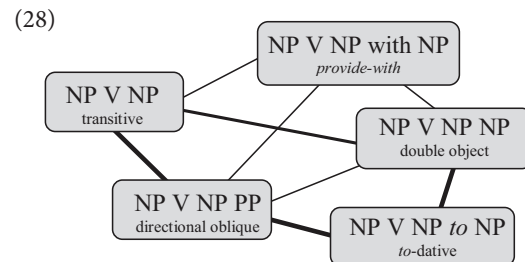 (28)
NP V NP with NP
provide-with
NP V NP
transitive
NP V NP NP
double object
NP V NP PP
directional oblique
NP V NP to NP
to-dative